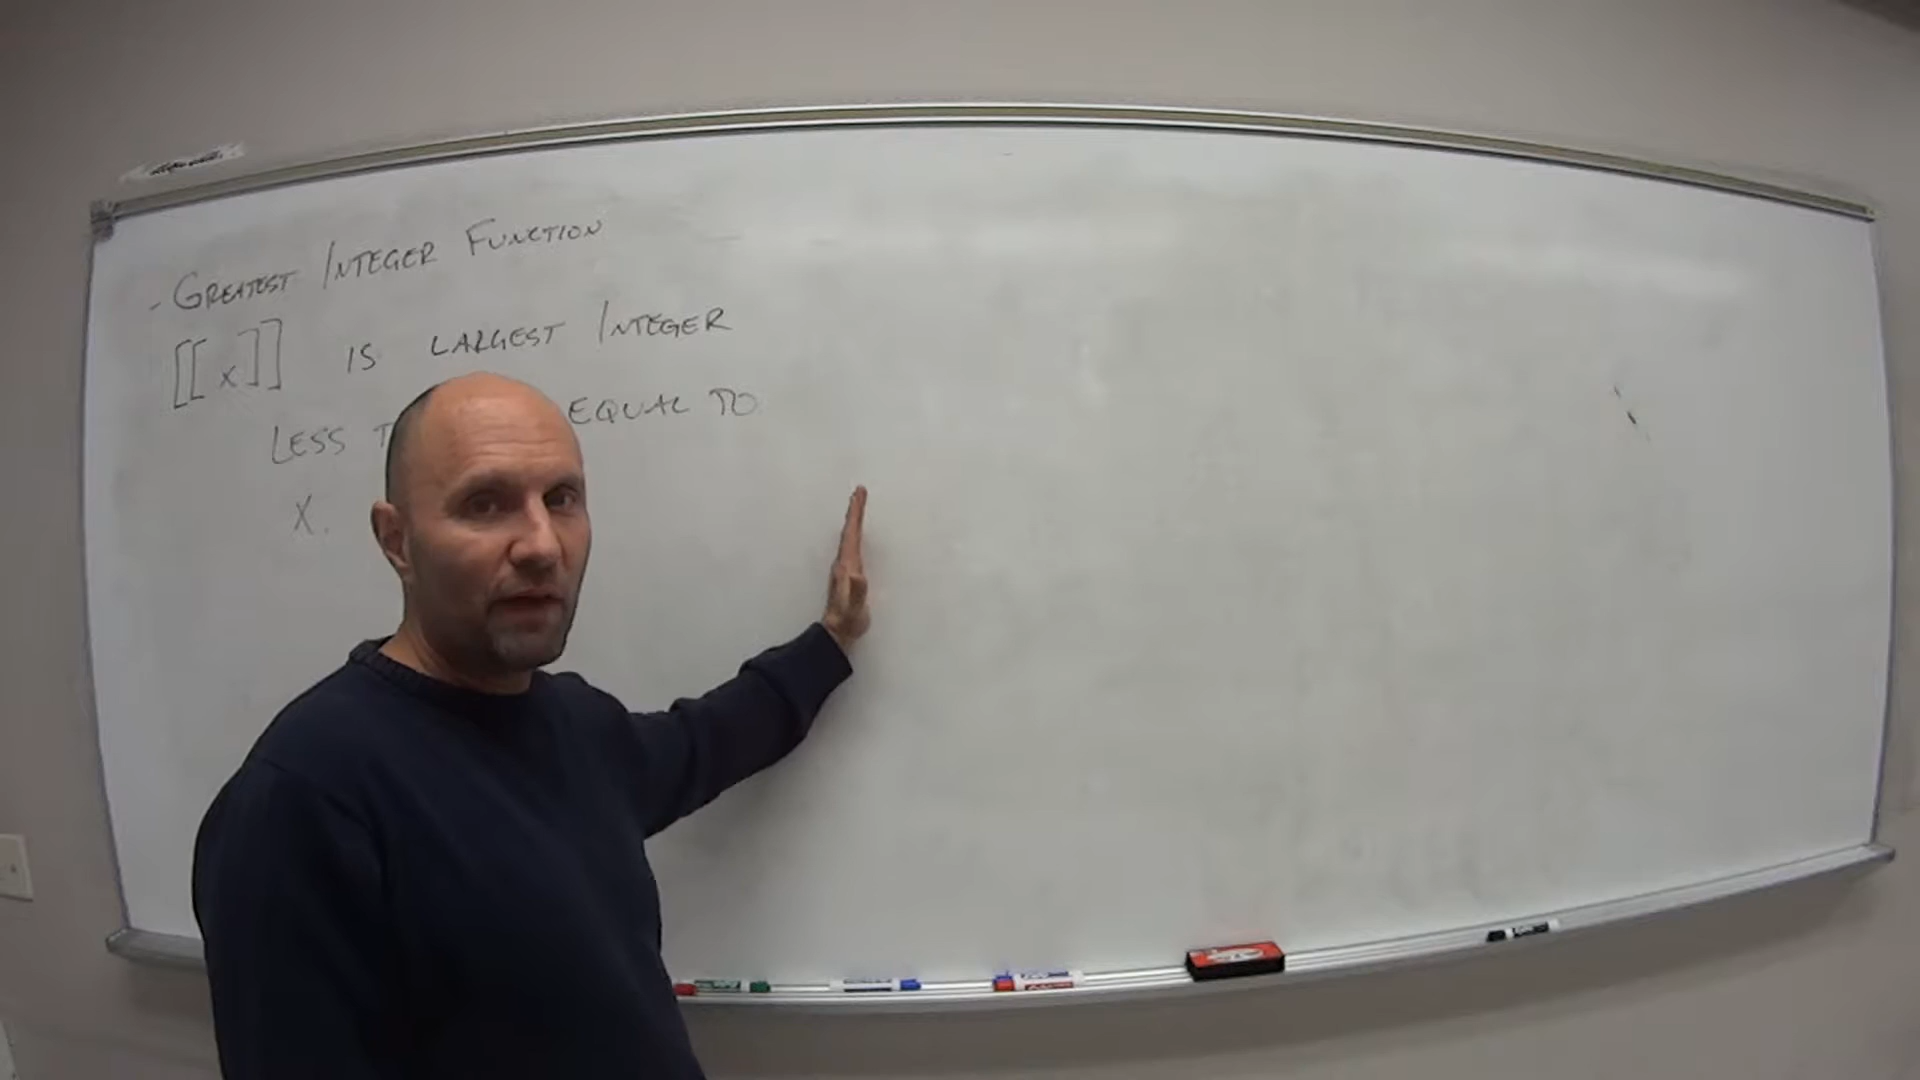 - GREATEST INTEGER FUNCTION
[[x]] IS LARGEST INTEGER
LESS EQUAL TO
X.